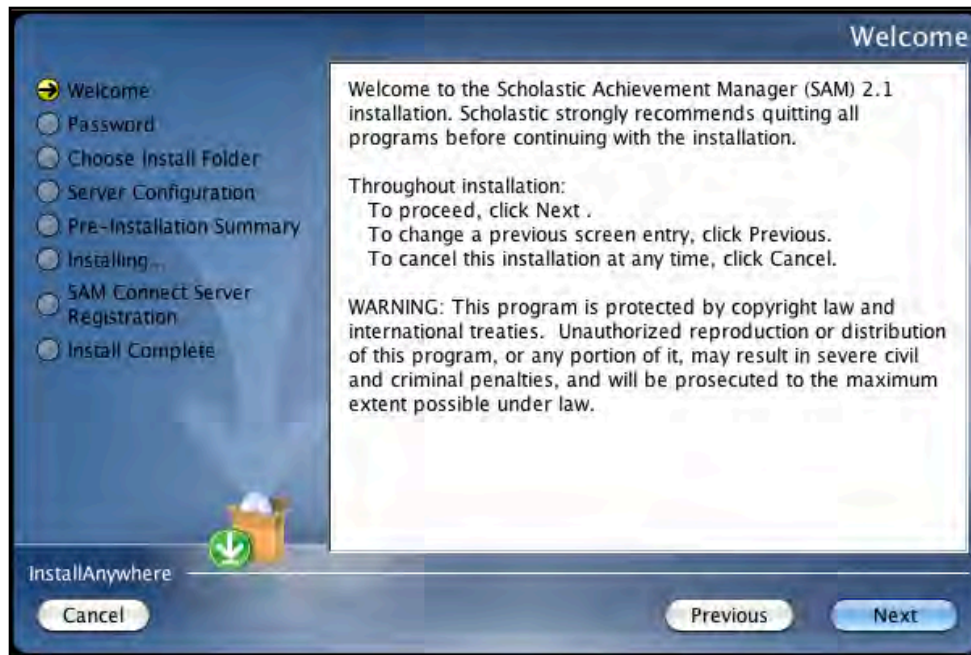 Welcome
Welcome
Password
Choose Install Folder
Server Configuration
Pre-Installation Summary
Installing...
SAM Connect Server
Registration
Install Complete
Welcome to the Scholastic Achievement Manager (SAM) 2.1
installation. Scholastic strongly recommends quitting all
programs before continuing with the installation.
Throughout installation:
To proceed, click Next .
To change a previous screen entry, click Previous.
To cancel this installation at any time, click Cancel.
WARNING: This program is protected by copyright law and
international treaties. Unauthorized reproduction or distribution
of this program, or any portion of it, may result in severe civil
and criminal penalties, and will be prosecuted to the maximum
extent possible under law.
InstallAnywhere
Cancel
Previous
Next